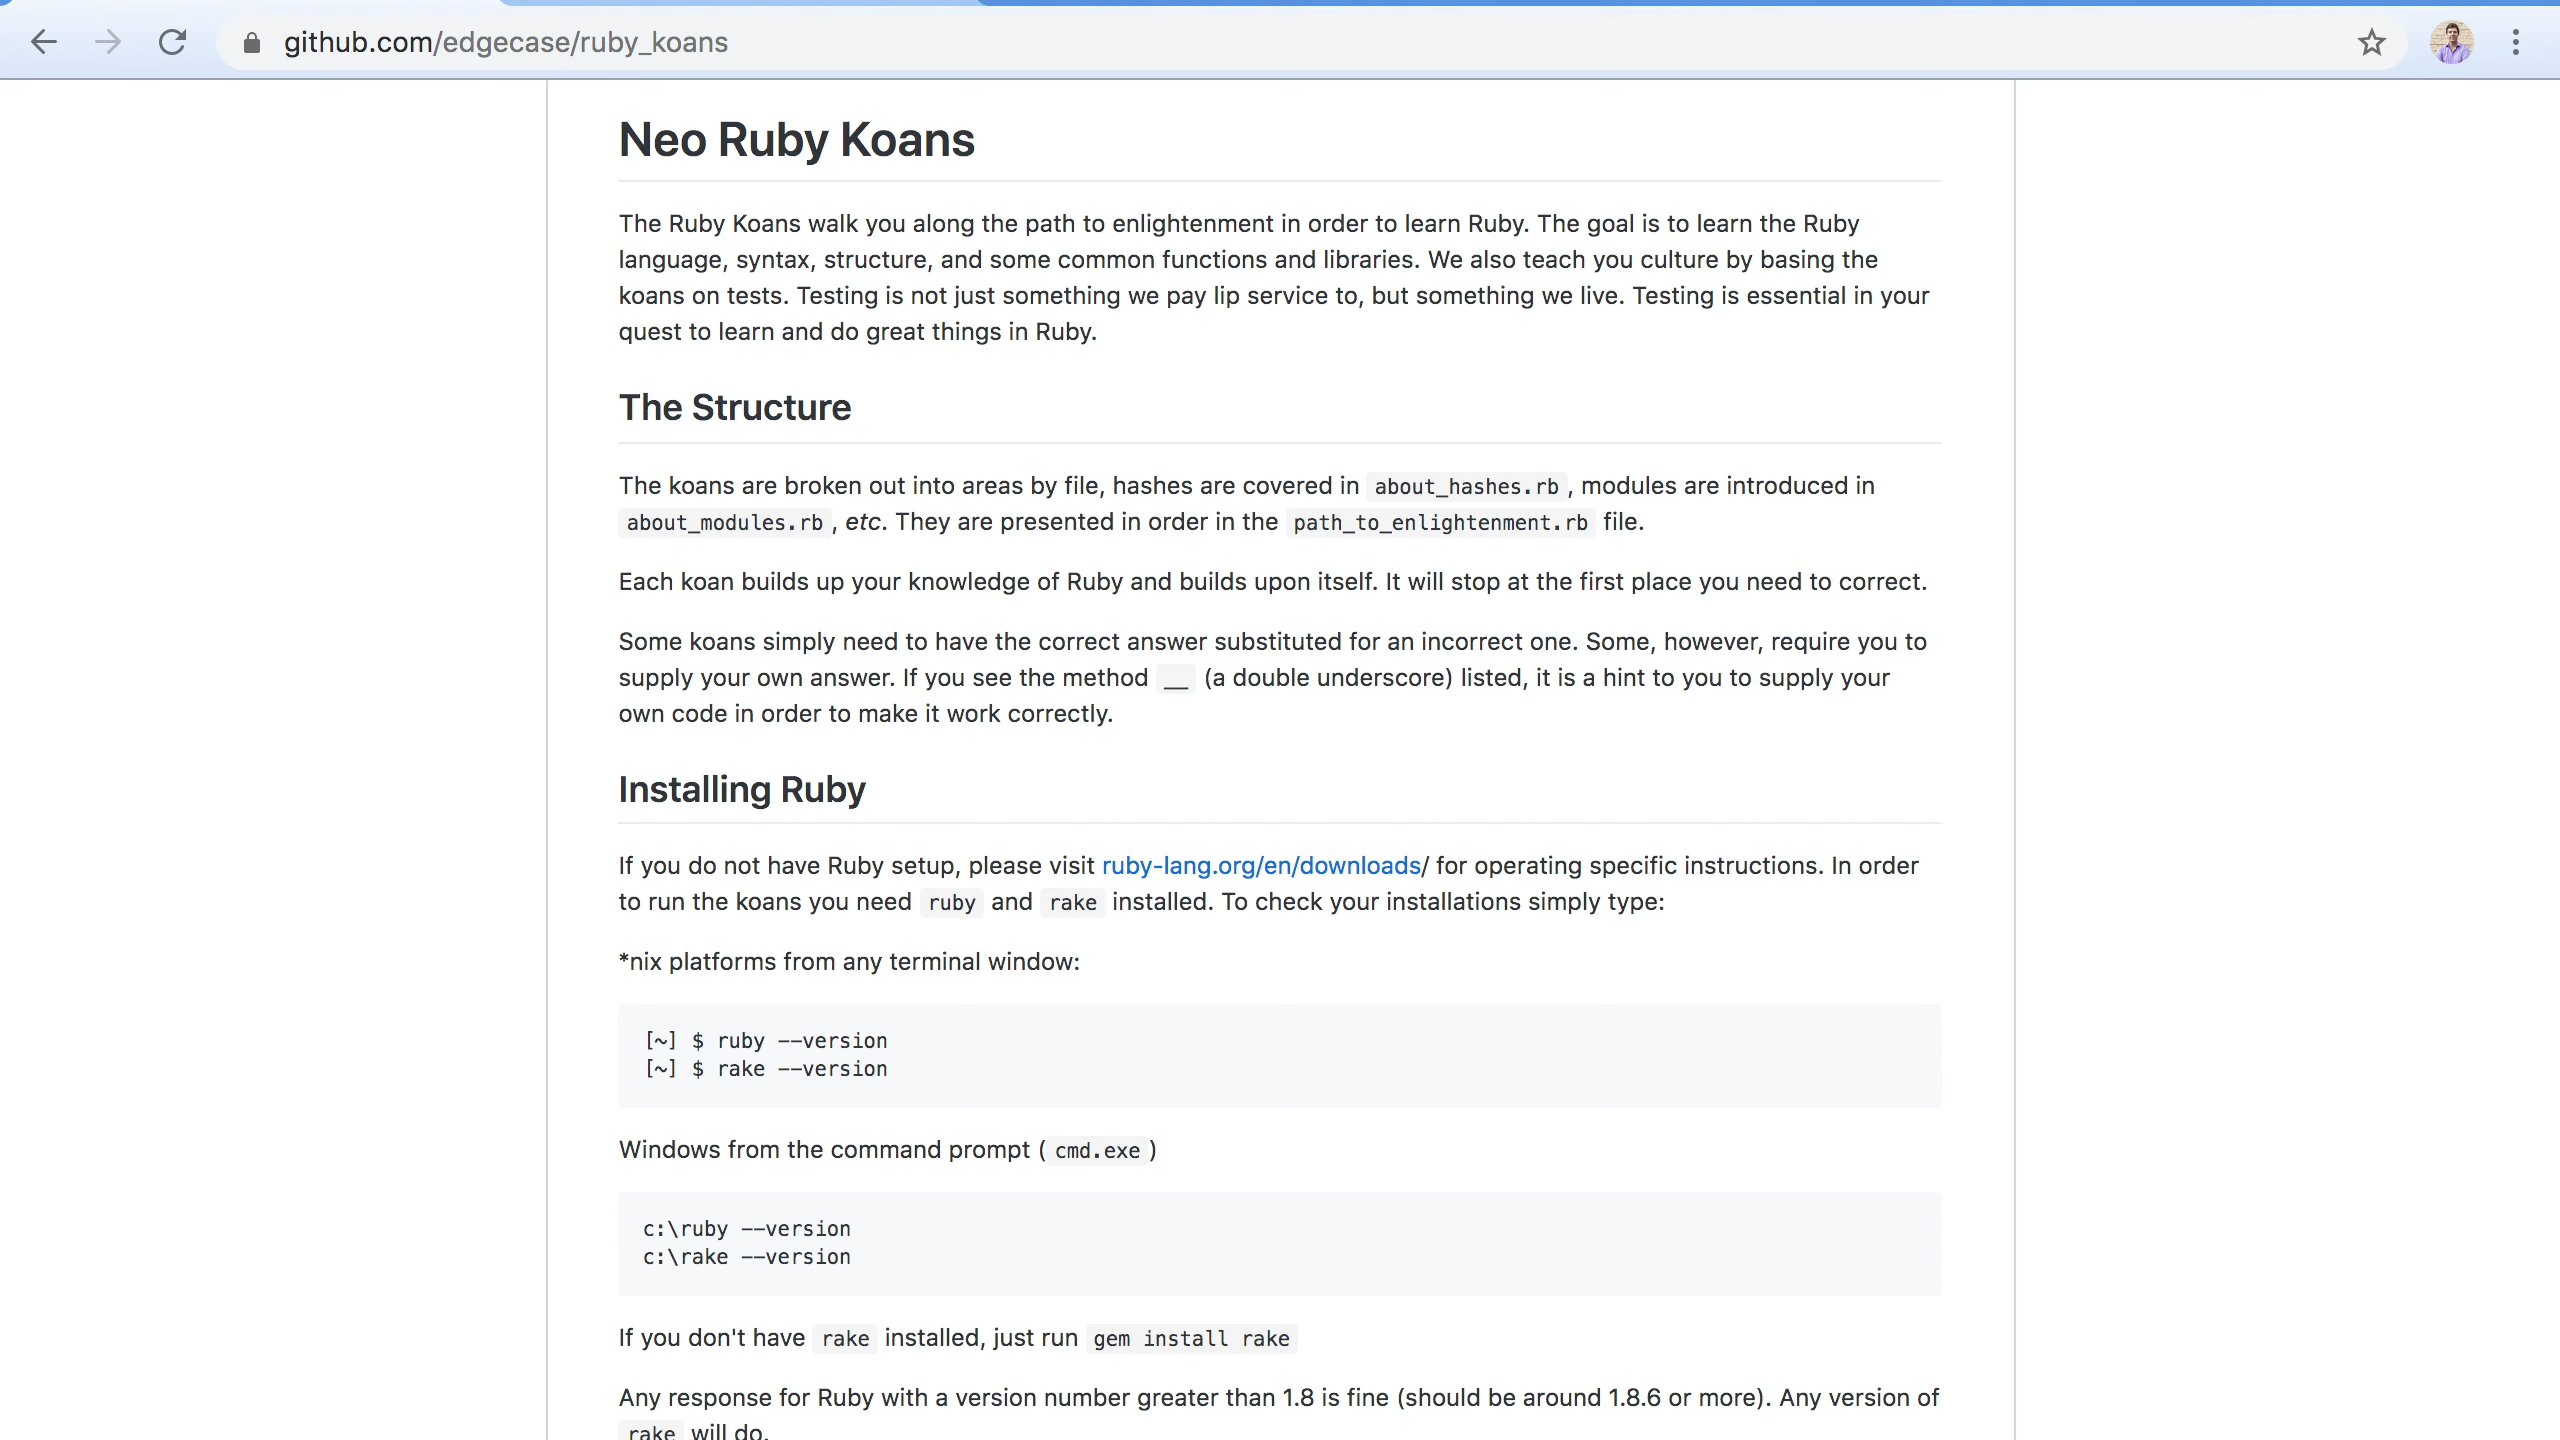 github.com/edgecase/ruby_koans
Neo Ruby Koans
The Ruby Koans walk you along the path to enlightenment in order to learn Ruby. The goal is to learn the Ruby
language, syntax, structure, and some common functions and libraries. We also teach you culture by basing the
koans on tests. Testing is not just something we pay lip service to, but something we live. Testing is essential in your
quest to learn and do great things in Ruby.
The Structure
The koans are broken out into areas by file, hashes are covered in about_hashes.rb, modules are introduced in
about_modules.rb, etc. They are presented in order in the path_to_enlightenment.rb file.
Each koan builds up your knowledge of Ruby and builds upon itself. It will stop at the first place you need to correct.
Some koans simply need to have the correct answer substituted for an incorrect one. Some, however, require you to
supply your own answer. If you see the method __ (a double underscore) listed, it is a hint to you to supply your
own code in order to make it work correctly.
Installing Ruby
If you do not have Ruby setup, please visit ruby-lang.org/en/downloads/ for operating specific instructions. In order
to run the koans you need ruby and rake installed. To check your installations simply type:
*nix platforms from any terminal window:
[~] $ ruby --version
[~] $ rake --version
Windows from the command prompt (cmd.exe)
c:\ruby --version
c:\rake --version
If you don't have rake installed, just run gem install rake
Any response for Ruby with a version number greater than 1.8 is fine (should be around 1.8.6 or more). Any version of
rake will do.